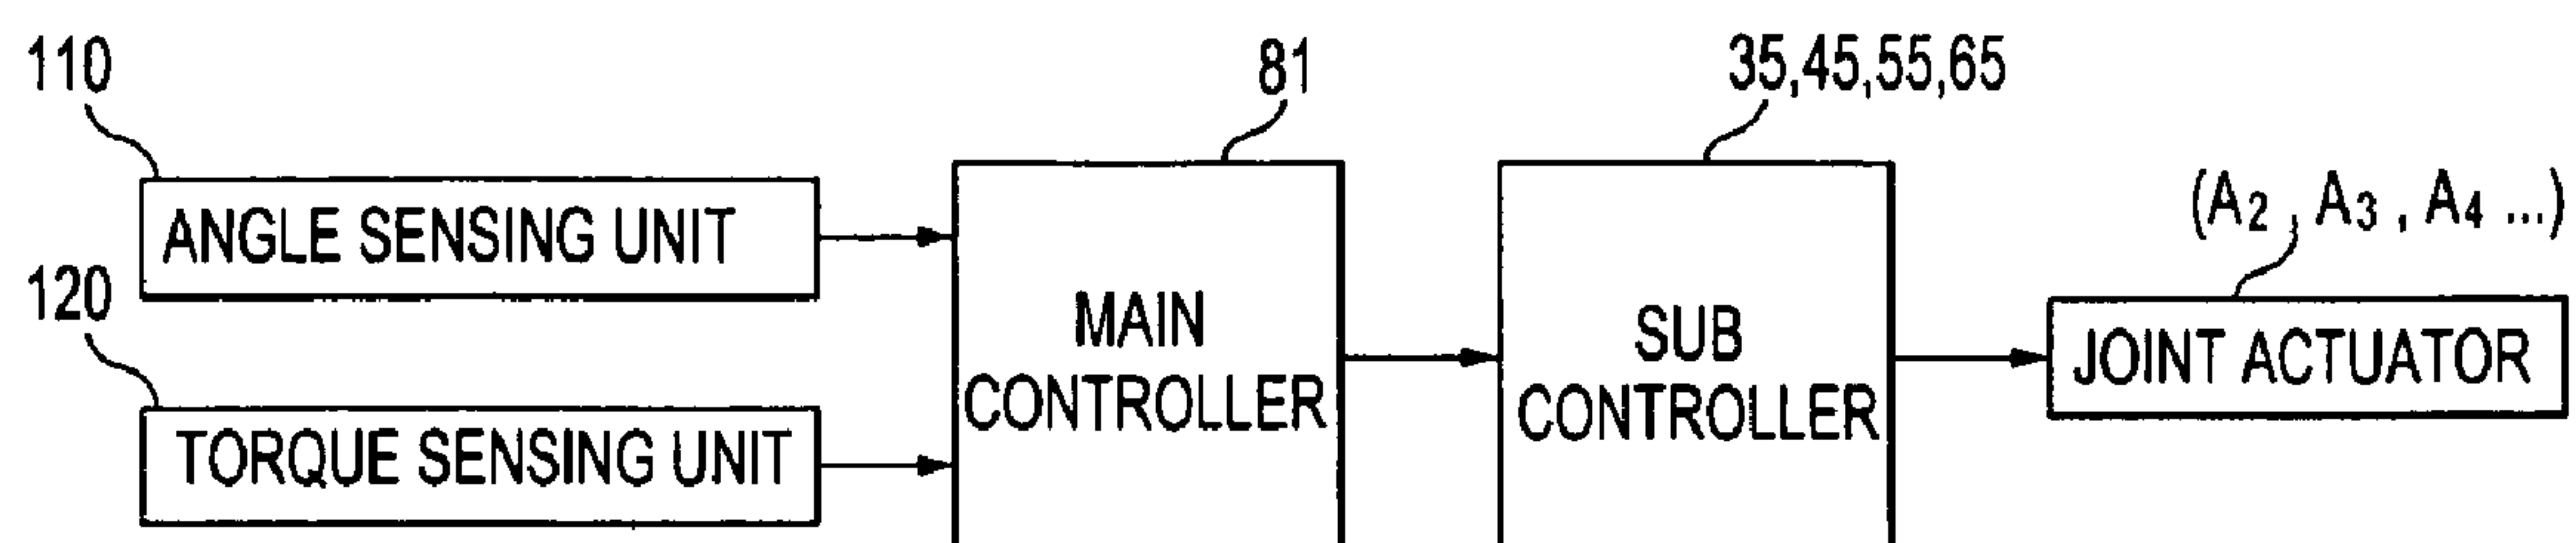 110
81
35,45,55,65
ANGLE SENSING UNIT
(A2 , A3 , A4 ...)
120
MAIN
CONTROLLER
SUB
CONTROLLER
JOINT ACTUATOR
TORQUE SENSING UNIT